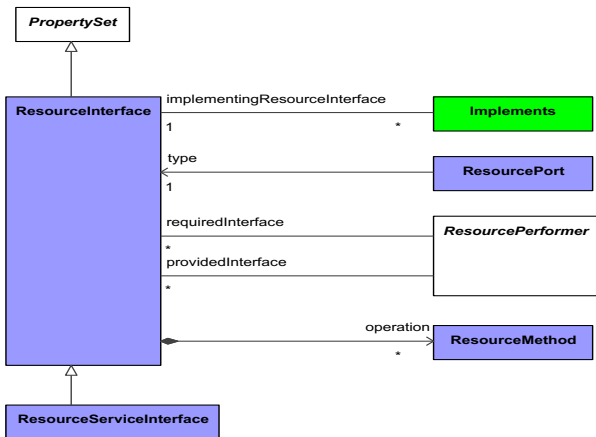 PropertySet
ResourceInterface
implementingResourceInterface
Implements
1
*
type
ResourcePort
1
requiredInterface
ResourcePerformer
*
providedInterface
*
operation
ResourceMethod
*
ResourceServiceInterface